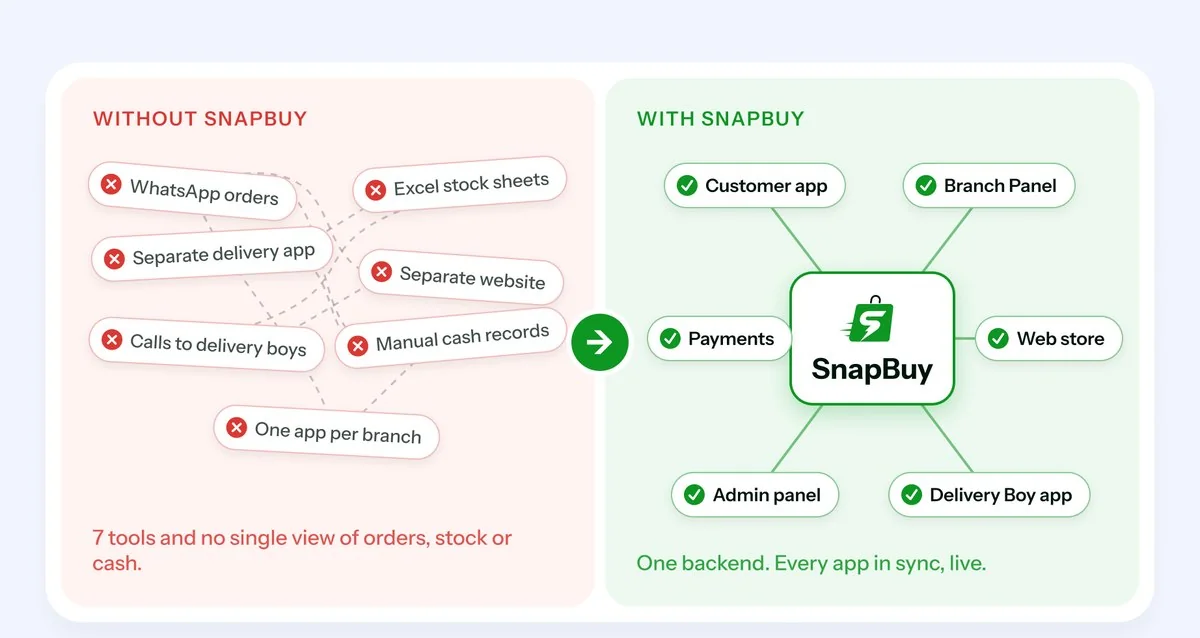 WITHOUT SNAPBUY
WhatsApp orders
Excel stock sheets
Separate delivery app
Separate website
Calls to delivery boys
Manual cash records
One app per branch
7 tools and no single view of orders, stock or
cash.
WITH SNAPBUY
Customer app
Branch Panel
Payments
SnapBuy
Web store
Admin panel
Delivery Boy app
One backend. Every app in sync, live.